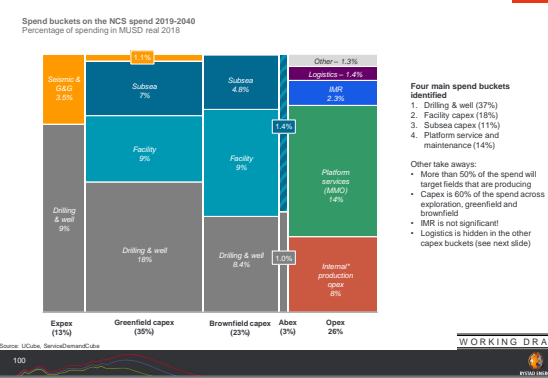 Spend buckets on the NCS spend 2019-2040
Percentage of spending in MUSD real 2018
1.1%
Seismic &
G&G
3.5%
Subsea
7%
Subsea
4.8%
Other – 1.3%
Logistics – 1.4%
IMR
2.3%
1.4%
Facility
9%
Facility
9%
Platform
services
(MMO)
14%
Drilling
& well
9%
Drilling & well
18%
Drilling & well
8.4%
1.0%
Internal*
production
opex
8%
Expex
(13%)
Greenfield capex
(35%)
Brownfield capex
(23%)
Abex
(3%)
Opex
26%
Four main spend buckets
identified
1. Drilling & well (37%)
2. Facility capex (18%)
3. Subsea capex (11%)
4. Platform service and
maintenance (14%)
Other take aways:
• More than 50% of the spend will
target fields that are producing
• Capex is 60% of the spend across
exploration, greenfield and
brownfield
• IMR is not significant!
• Logistics is hidden in the other
capex buckets (see next slide)
Source: UCube, ServiceDemandCube
WORKING DRA
100
RYSTAD ENERG